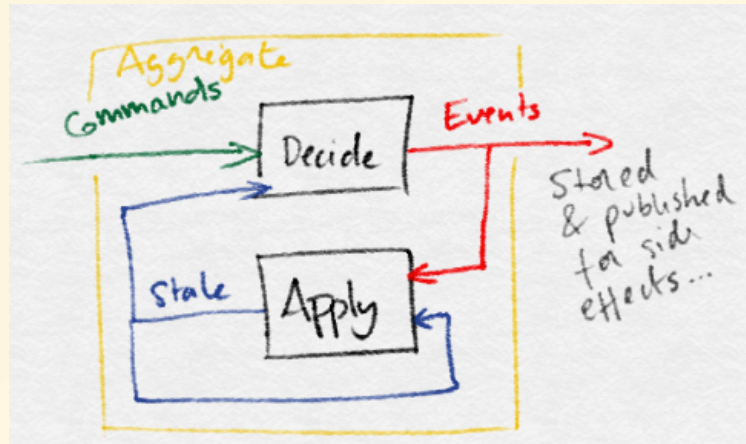 Aggregate
Commands
Decide
Events
Stored
& published
for side
effects...
State
Apply